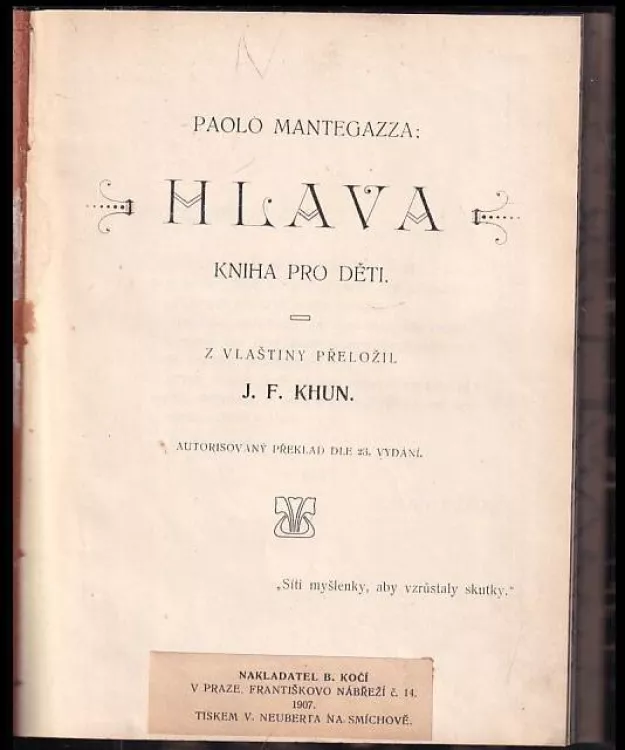 PAOLO MANTEGAZZA:
HLAVA
KNIHA PRO DĚTI.
Z VLAŠTINY PŘELOŽIL
J. F. KHUN.
AUTORISOVANÝ PŘEKLAD DLE 23. VYDÁNÍ.
„Síti myšlenky, aby vzrůstaly skutky."
NAKLADATEL B. KOČÍ
V PRAZE, FRANTIŠKOVO NÁBŘEŽÍ č. 14.
1907.
TISKEM V. NEUBERTA NA SMÍCHOVĚ.